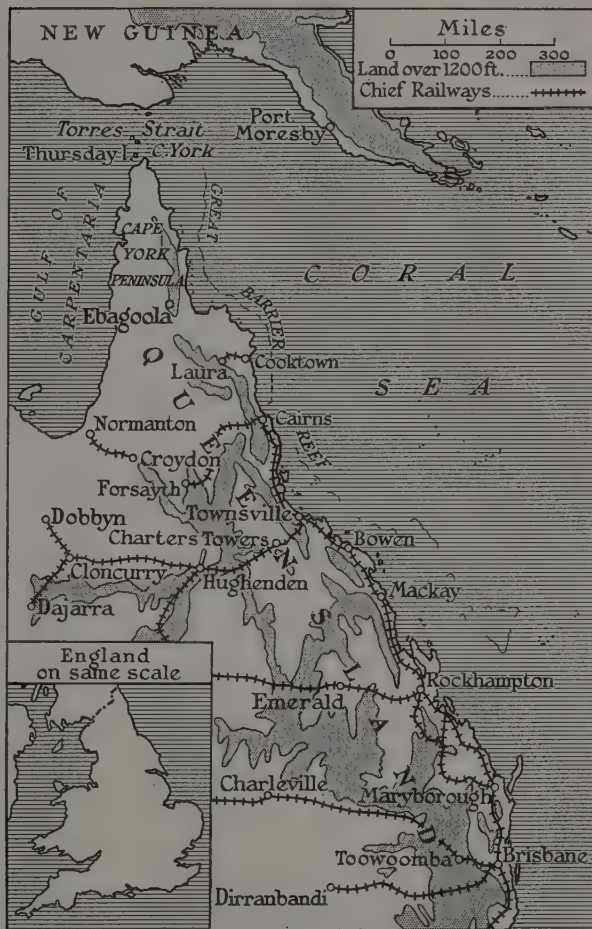 NEW GUINEA
Miles
0 100 200 300
Land over 1200 ft.
Chief Railways
Port
Moresby
Torres Strait
Thursday I.
C. York
GULF OF
CARPENTARIA
CAPE
YORK
PENINSULA
GREAT
BARRIER
REEF
CORAL
SEA
Ebagoola
QUEENSLAND
Laura
Cooktown
Cairns
Normanton
Croydon
Forsayth
Townsville
Dobbyn
Charters Towers
Bowen
Cloncurry
Hughenden
Mackay
Dajarra
England
on same scale
Rockhampton
Emerald
Charleville
Maryborough
Toowoomba
Brisbane
Dirranbandi